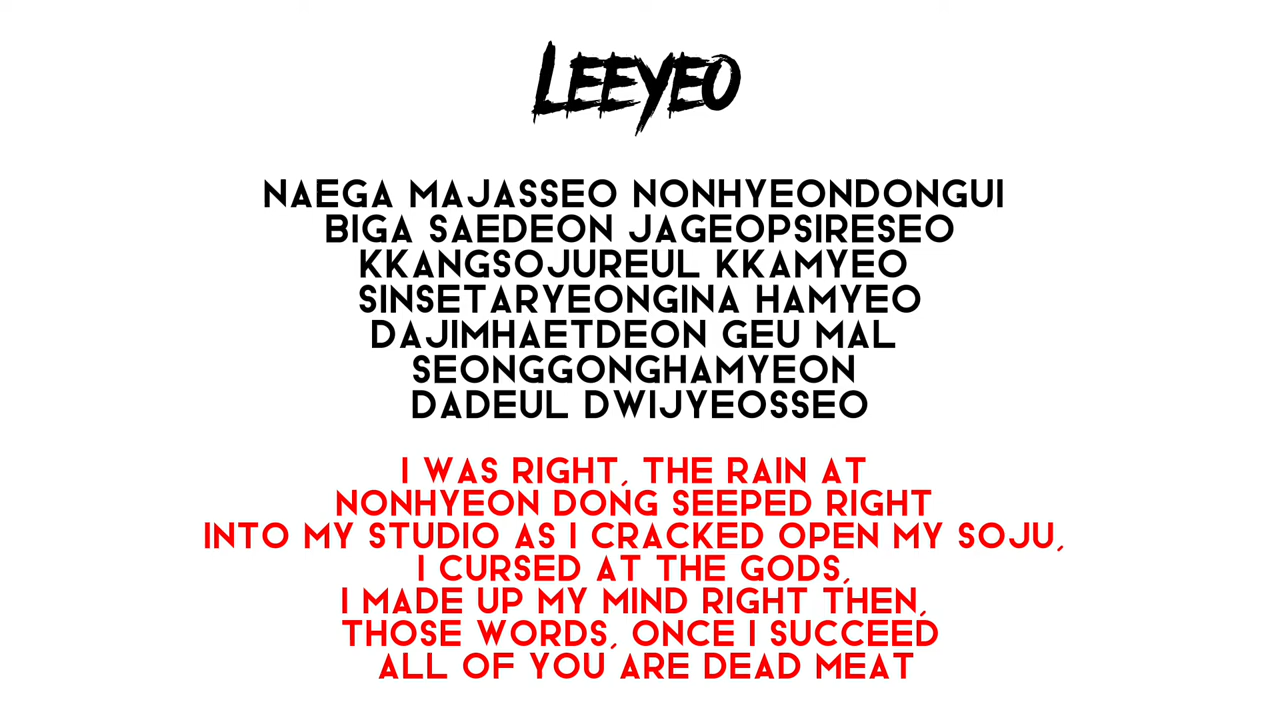 LEEYEO
NAEGA MAJASSEO NONHYEONDONGUI
BIGA SAEDEON JAGEOPSIRESEO
KKANGSOJUREUL KKAMYEO
SINSETARYEONGINA HAMYEO
DAJIMHAETDEON GEU MAL
SEONGGONGHAMYEON
DADEUL DWIJYEOSSEO
I WAS RIGHT, THE RAIN AT
NONHYEON DONG SEEPED RIGHT
INTO MY STUDIO AS I CRACKED OPEN MY SOJU,
I CURSED AT THE GODS,
I MADE UP MY MIND RIGHT THEN,
THOSE WORDS, ONCE I SUCCEED
ALL OF YOU ARE DEAD MEAT